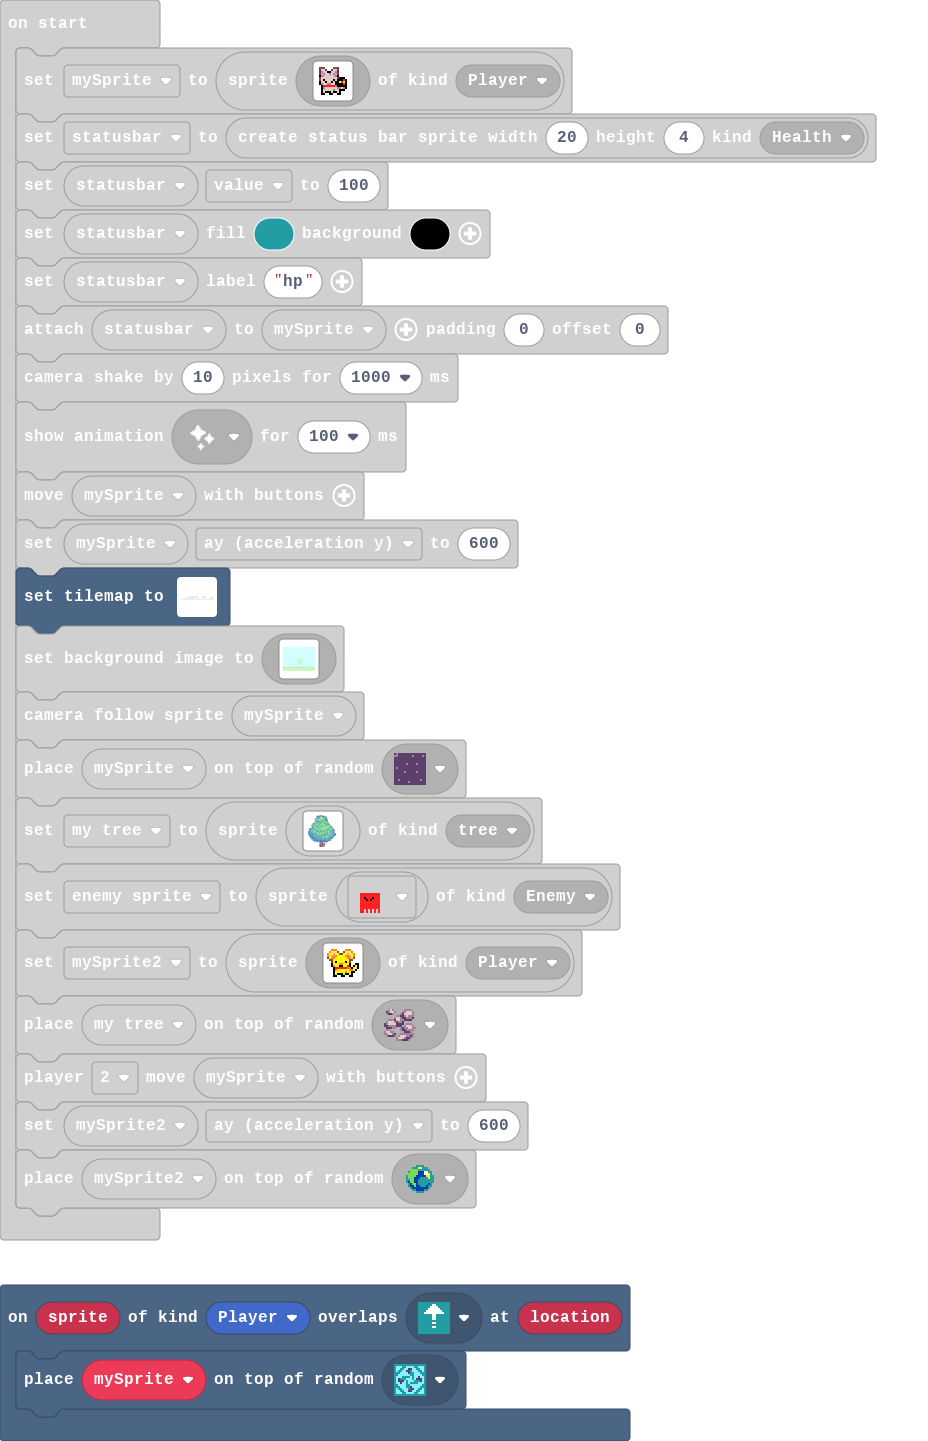 on start
set mySprite to sprite of kind Player
set statusbar to create status bar sprite width 20 height 4 kind Health
set statusbar value to 100
set statusbar fill background
set statusbar label "hp"
attach statusbar to mySprite padding 0 offset 0
camera shake by 10 pixels for 1000 ms
show animation for 100 ms
move mySprite with buttons
set mySprite ay (acceleration y) to 600
set tilemap to
set background image to
camera follow sprite mySprite
place mySprite on top of random
set my tree to sprite of kind tree
set enemy sprite to sprite of kind Enemy
set mySprite2 to sprite of kind Player
place my tree on top of random
player 2 move mySprite with buttons
set mySprite2 ay (acceleration y) to 600
place mySprite2 on top of random
on sprite of kind Player overlaps at location
place mySprite on top of random